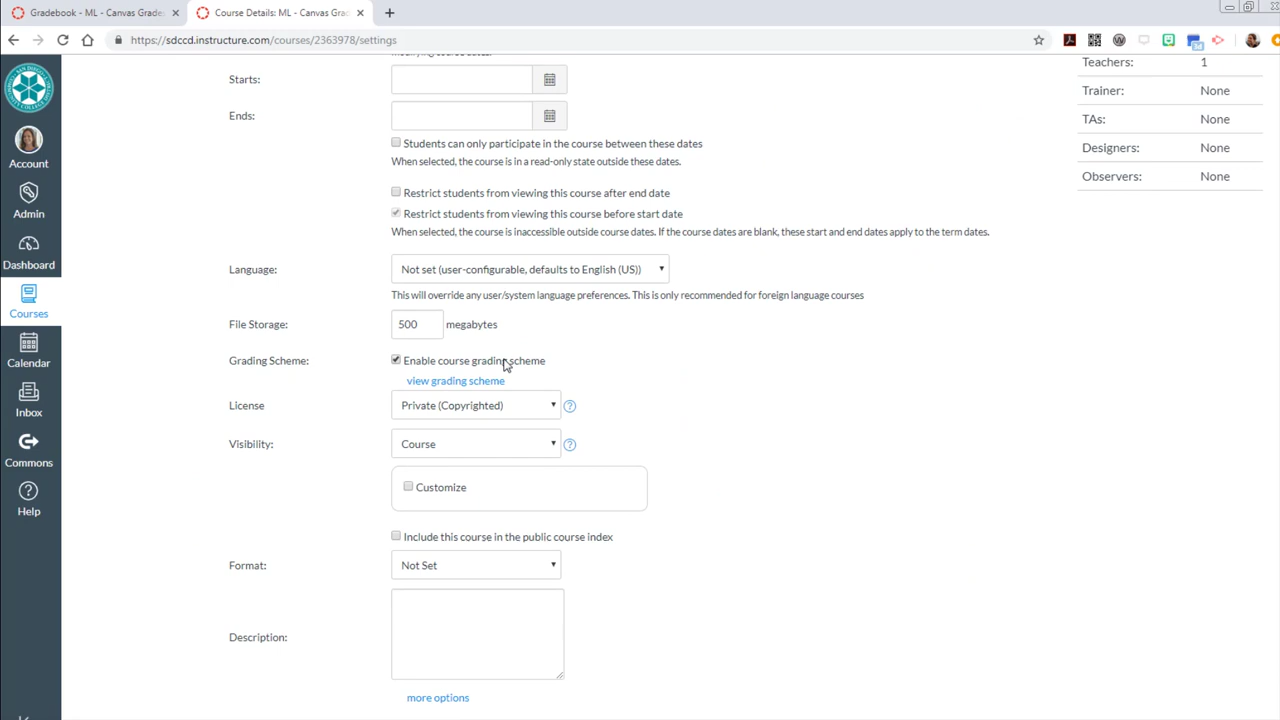 Gradebook - ML - Canvas Grades
Course Details: ML - Canvas Grad
https://sdccd.instructure.com/courses/2363978/settings
Account
Admin
Dashboard
Courses
Calendar
Inbox
Commons
Help
modifying course dates.
Starts:
Ends:
Students can only participate in the course between these dates
When selected, the course is in a read-only state outside these dates.
Restrict students from viewing this course after end date
Restrict students from viewing this course before start date
When selected, the course is inaccessible outside course dates. If the course dates are blank, these start and end dates apply to the term dates.
Language: Not set (user-configurable, defaults to English (US))
This will override any user/system language preferences. This is only recommended for foreign language courses
File Storage: 500 megabytes
Grading Scheme: Enable course grading scheme
view grading scheme
License Private (Copyrighted)
Visibility: Course
Customize
Include this course in the public course index
Format: Not Set
Description:
more options
Teachers: 1
Trainer: None
TAs: None
Designers: None
Observers: None